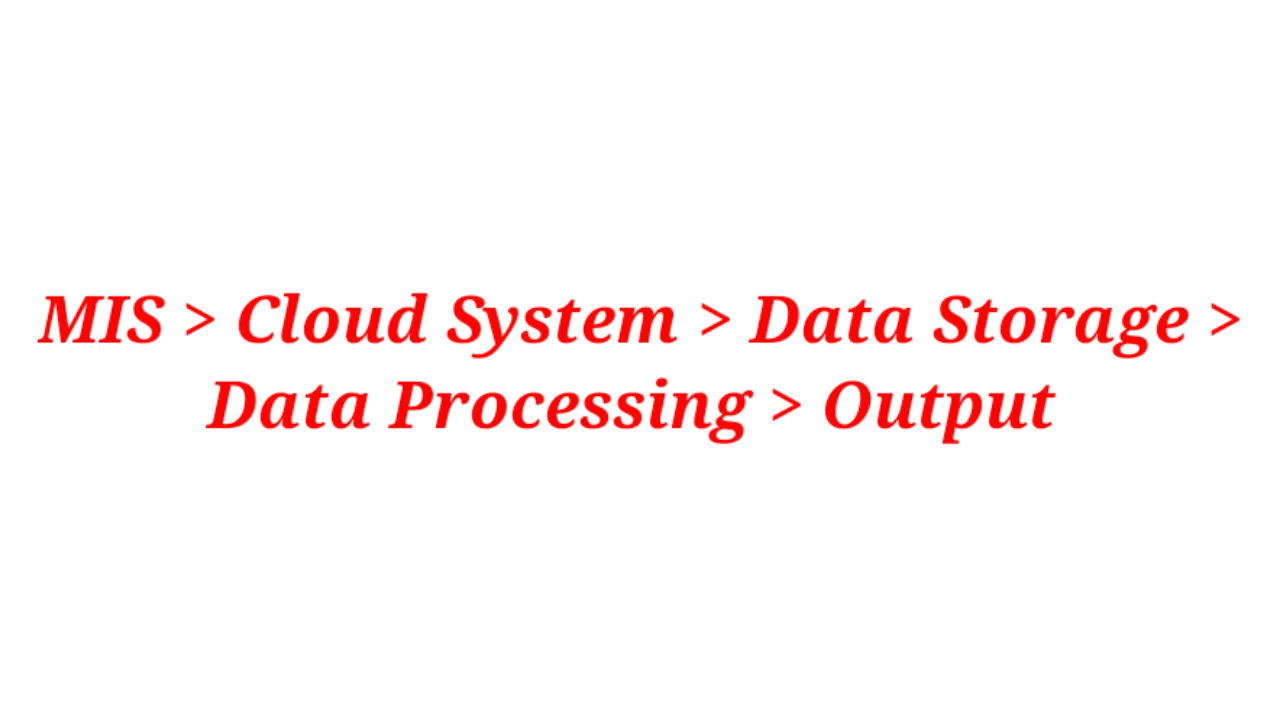 MIS > Cloud System > Data Storage >
Data Processing > Output